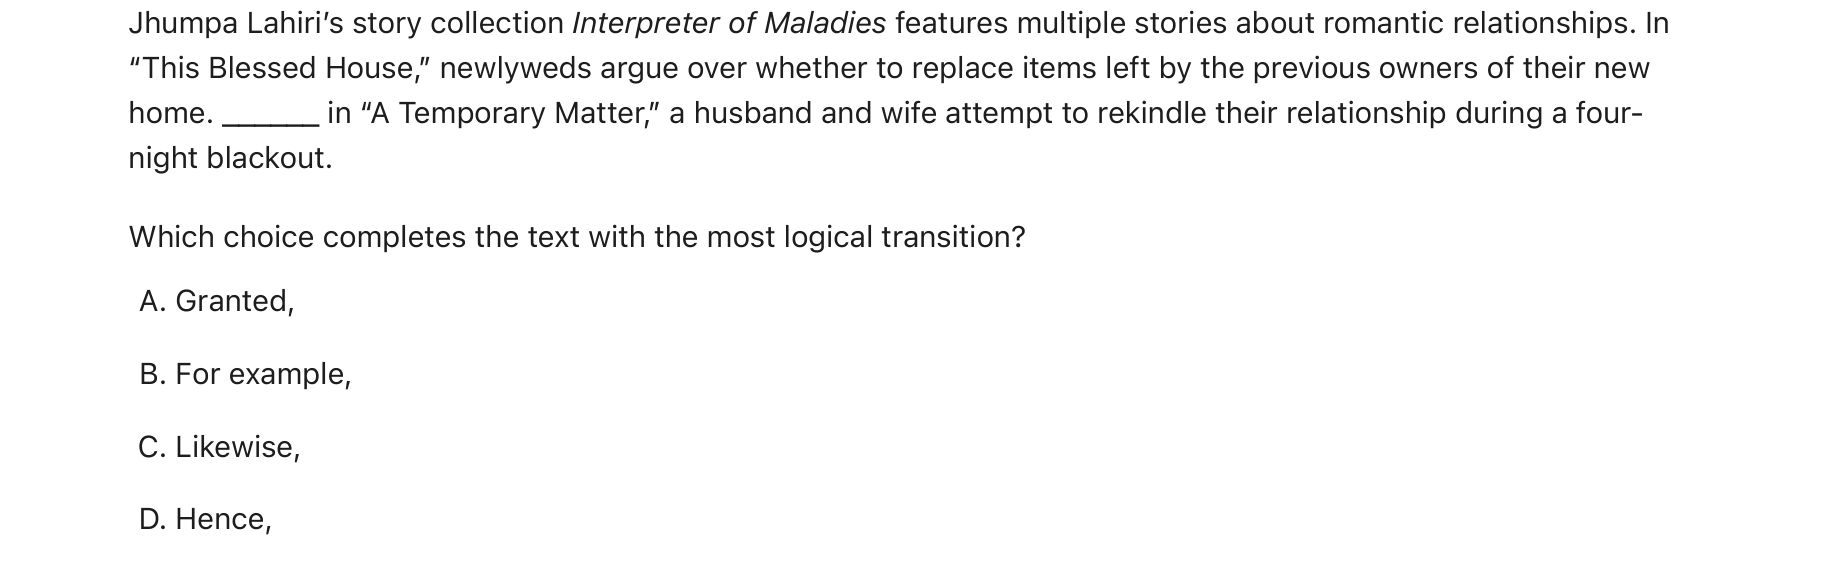 Jhumpa Lahiri’s story collection Interpreter of Maladies features multiple stories about romantic relationships. In
“This Blessed House,” newlyweds argue over whether to replace items left by the previous owners of their new
home. ______ in “A Temporary Matter,” a husband and wife attempt to rekindle their relationship during a four-
night blackout.
Which choice completes the text with the most logical transition?
A. Granted,
B. For example,
C. Likewise,
D. Hence,